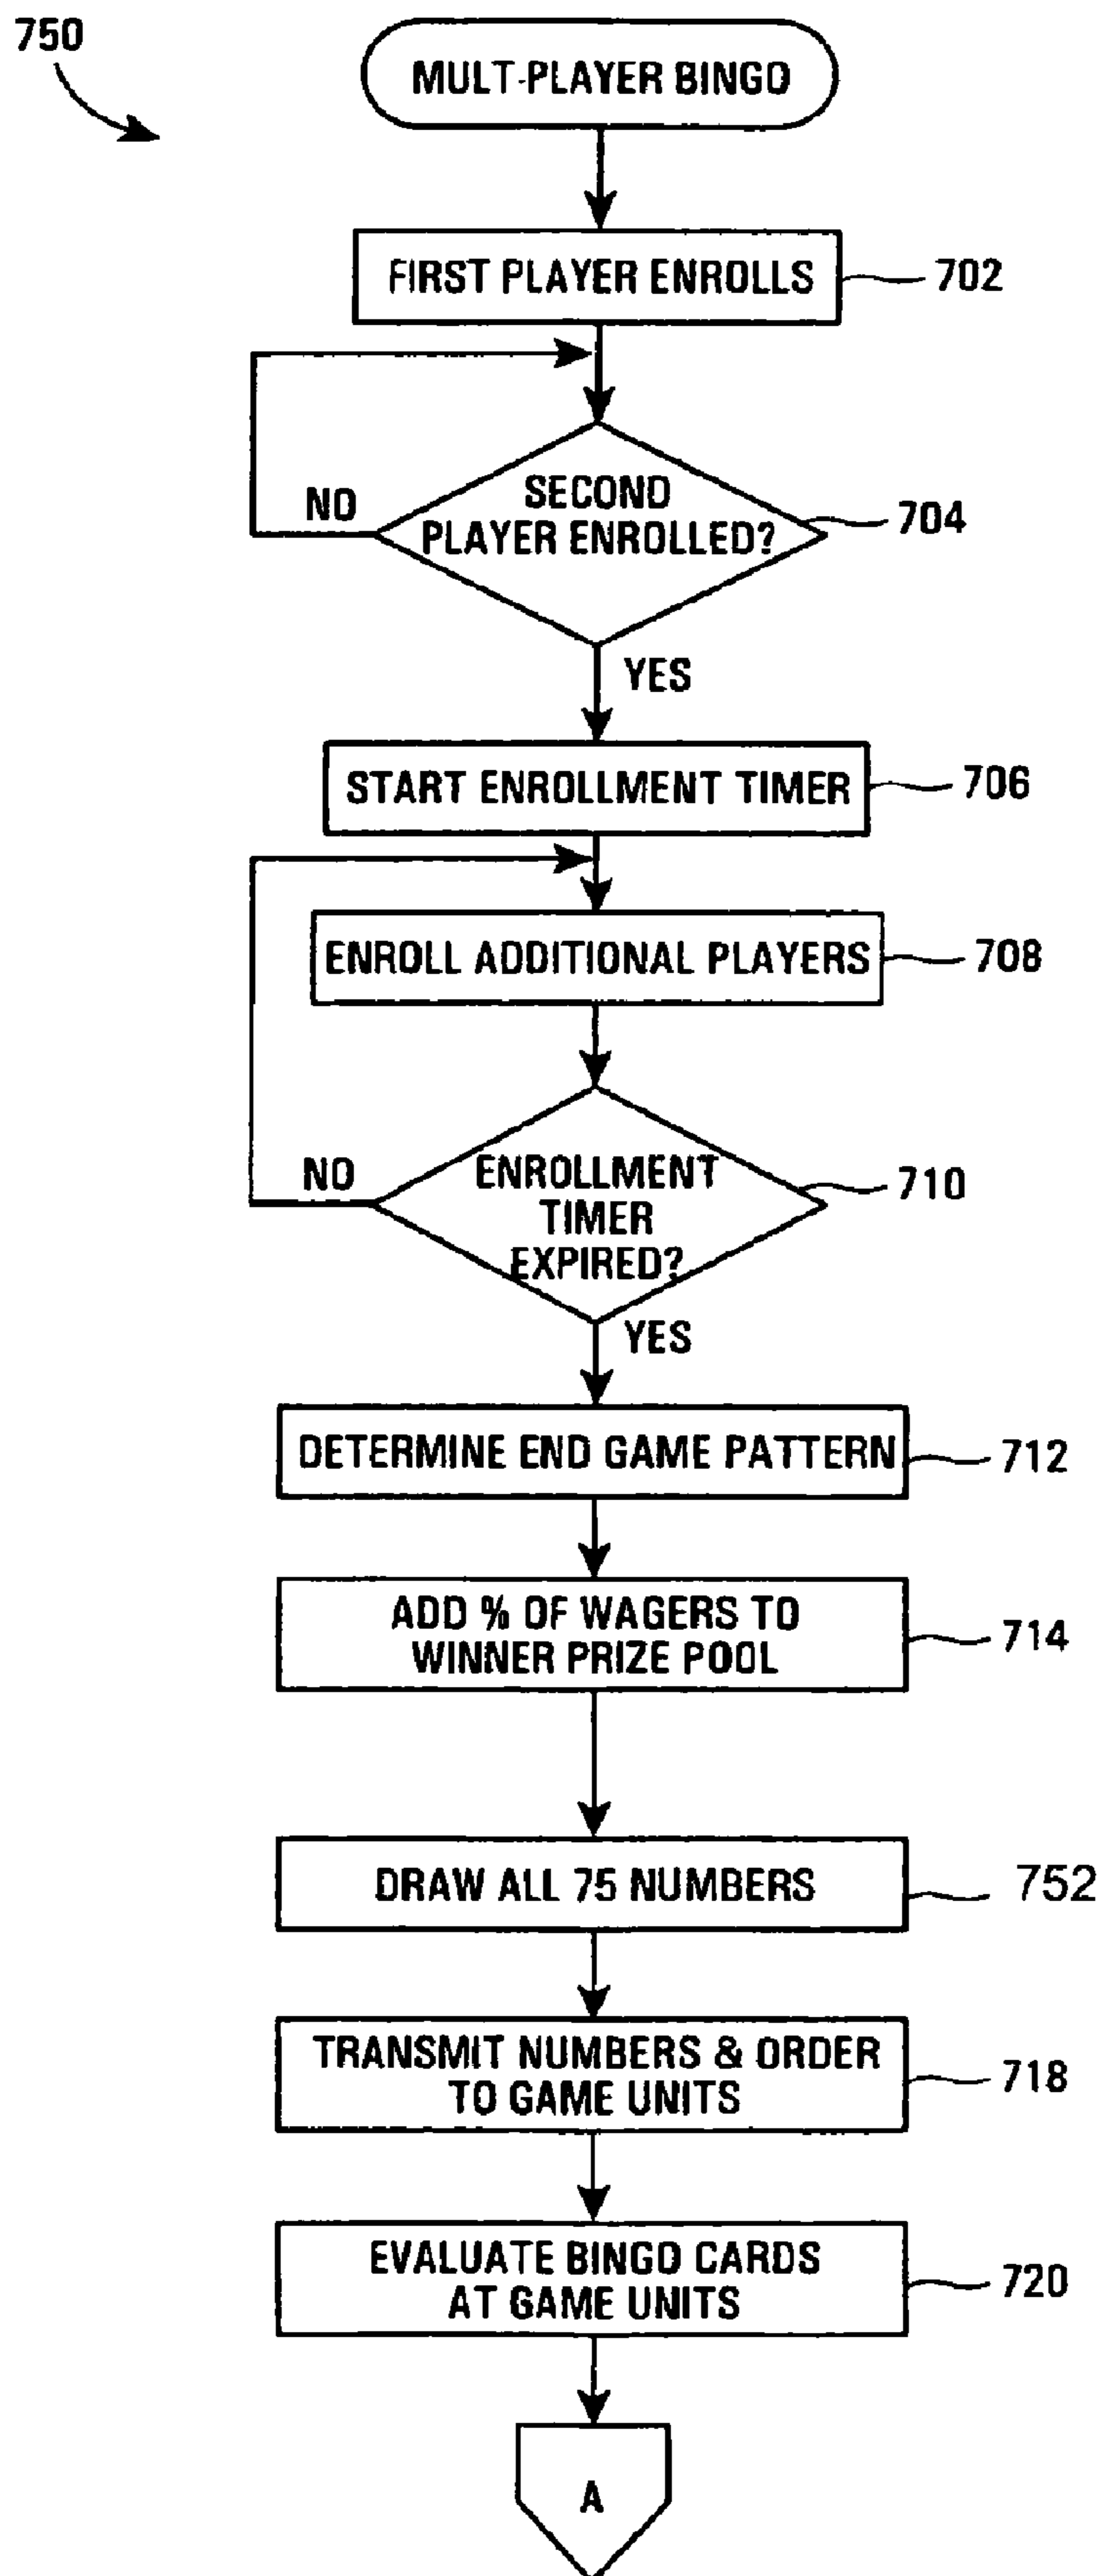 750
MULT-PLAYER BINGO
FIRST PLAYER ENROLLS
702
SECOND
PLAYER ENROLLED?
704
NO
YES
START ENROLLMENT TIMER
706
ENROLL ADDITIONAL PLAYERS
708
ENROLLMENT
TIMER
EXPIRED?
710
NO
YES
DETERMINE END GAME PATTERN
712
ADD % OF WAGERS TO
WINNER PRIZE POOL
714
DRAW ALL 75 NUMBERS
752
TRANSMIT NUMBERS & ORDER
TO GAME UNITS
718
EVALUATE BINGO CARDS
AT GAME UNITS
720
A